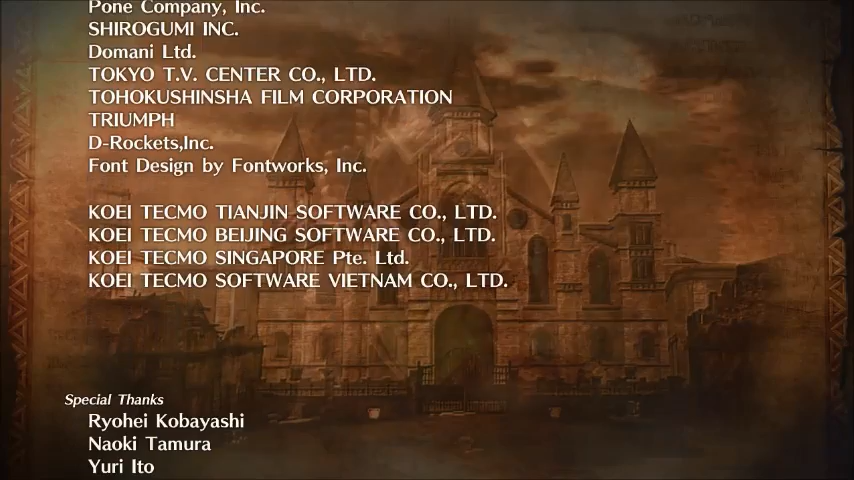 Pone Company, Inc.
SHIROGUMI INC.
Domani Ltd.
TOKYO T.V. CENTER CO., LTD.
TOHOKUSHINSHA FILM CORPORATION
TRIUMPH
D-Rockets,Inc.
Font Design by Fontworks, Inc.
KOEI TECMO TIANJIN SOFTWARE CO., LTD.
KOEI TECMO BEIJING SOFTWARE CO., LTD.
KOEI TECMO SINGAPORE Pte. Ltd.
KOEI TECMO SOFTWARE VIETNAM CO., LTD.
Special Thanks
Ryohei Kobayashi
Naoki Tamura
Yuri Ito